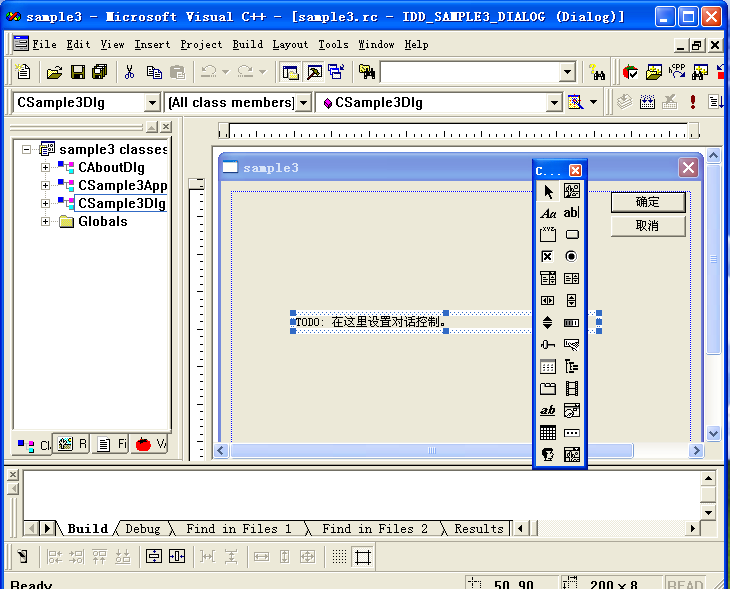 sample3 - Microsoft Visual C++ - [sample3.rc - IDD_SAMPLE3_DIALOG (Dialog)]
File Edit View Insert Project Build Layout Tools Window Help
CSample3Dlg [All class members] CSample3Dlg
sample3 classes
CAboutDlg
CSample3App
CSample3Dlg
Globals
sample3
C...
确定
取消
Aa ab|
XYZ
TODO: 在这里设置对话控制。
ab
Cl R Fi VA
Build Debug Find in Files 1 Find in Files 2 Results
Ready 50, 90 200 × 8 READ